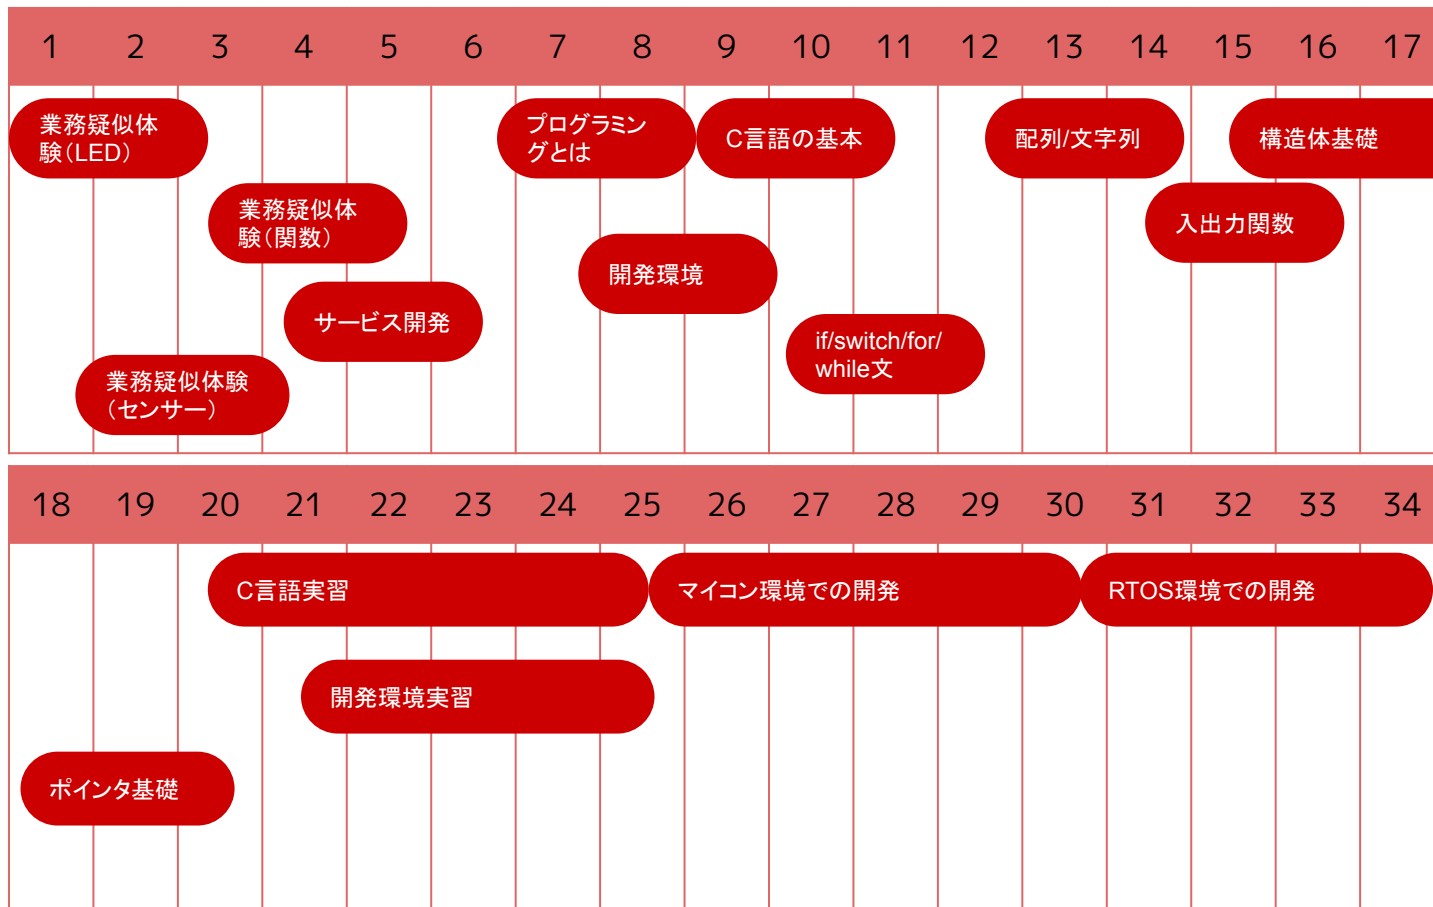 1 2 3 4 5 6 7 8 9 10 11 12 13 14 15 16 17
業務疑似体
験（LED）
プログラミン
グとは
C言語の基本
配列/文字列
構造体基礎
業務疑似体
験（関数）
入出力関数
開発環境
サービス開発
if/switch/for/
while文
業務疑似体験
（センサー）
18 19 20 21 22 23 24 25 26 27 28 29 30 31 32 33 34
C言語実習
マイコン環境での開発
RTOS環境での開発
開発環境実習
ポインタ基礎